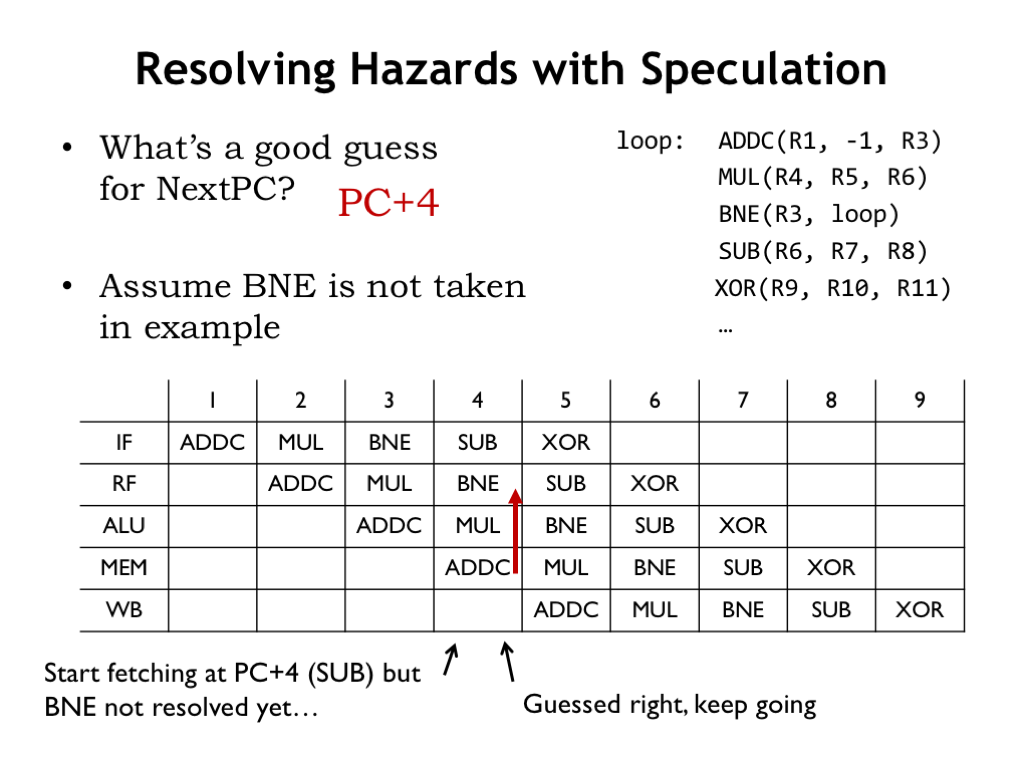 Resolving Hazards with Speculation
• What's a good guess
for NextPC?
PC+4
• Assume BNE is not taken
in example
loop: ADDC(R1, -1, R3)
MUL(R4, R5, R6)
BNE(R3, loop)
SUB(R6, R7, R8)
XOR(R9, R10, R11)
…
1 2 3 4 5 6 7 8 9
IF ADDC MUL BNE SUB XOR
RF ADDC MUL BNE SUB XOR
ALU ADDC MUL BNE SUB XOR
MEM ADDC MUL BNE SUB XOR
WB ADDC MUL BNE SUB XOR
Start fetching at PC+4 (SUB) but
BNE not resolved yet…
Guessed right, keep going